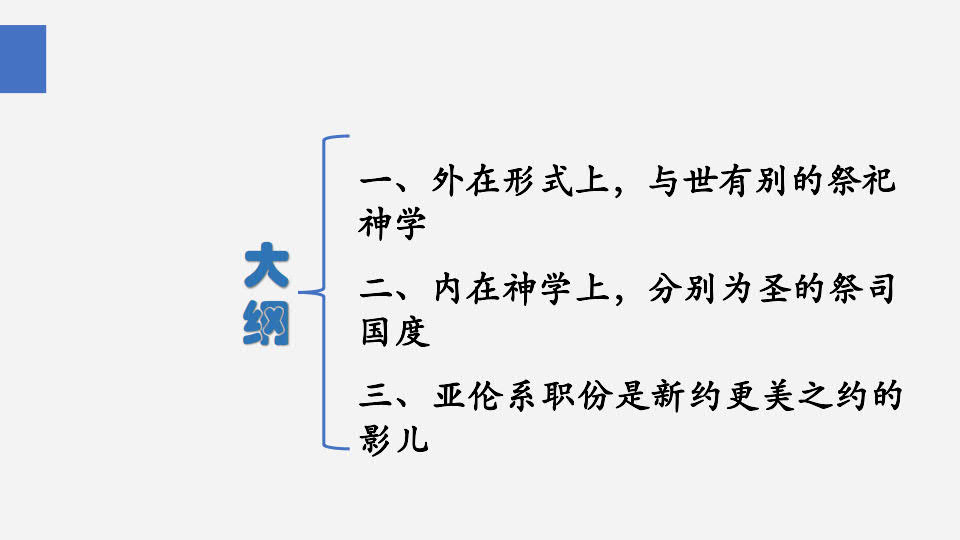 大
纲
一、外在形式上，与世有别的祭祀
神学
二、内在神学上，分别为圣的祭司
国度
三、亚伦系职份是新约更美之约的
影儿